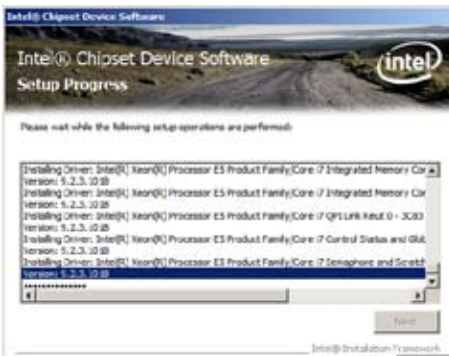 Intel® Chipset Device Software
Intel® Chipset Device Software
Setup Progress
intel
Please wait while the following setup operations are performed:
Installing Driver: Intel(R) Xeon(R) Processor E5 Product Family/Core i7 Integrated Memory Con
Version: 9.2.3.1018
Installing Driver: Intel(R) Xeon(R) Processor E5 Product Family/Core i7 Integrated Memory Con
Version: 9.2.3.1018
Installing Driver: Intel(R) Xeon(R) Processor E5 Product Family/Core i7 QPI Link Reut 0 - 3C83
Version: 9.2.3.1018
Installing Driver: Intel(R) Xeon(R) Processor E5 Product Family/Core i7 Control Status and Glob
Version: 9.2.3.1018
Installing Driver: Intel(R) Xeon(R) Processor E5 Product Family/Core i7 Semaphore and Scratch
Version: 9.2.3.1018
Next
Intel® Installation Framework